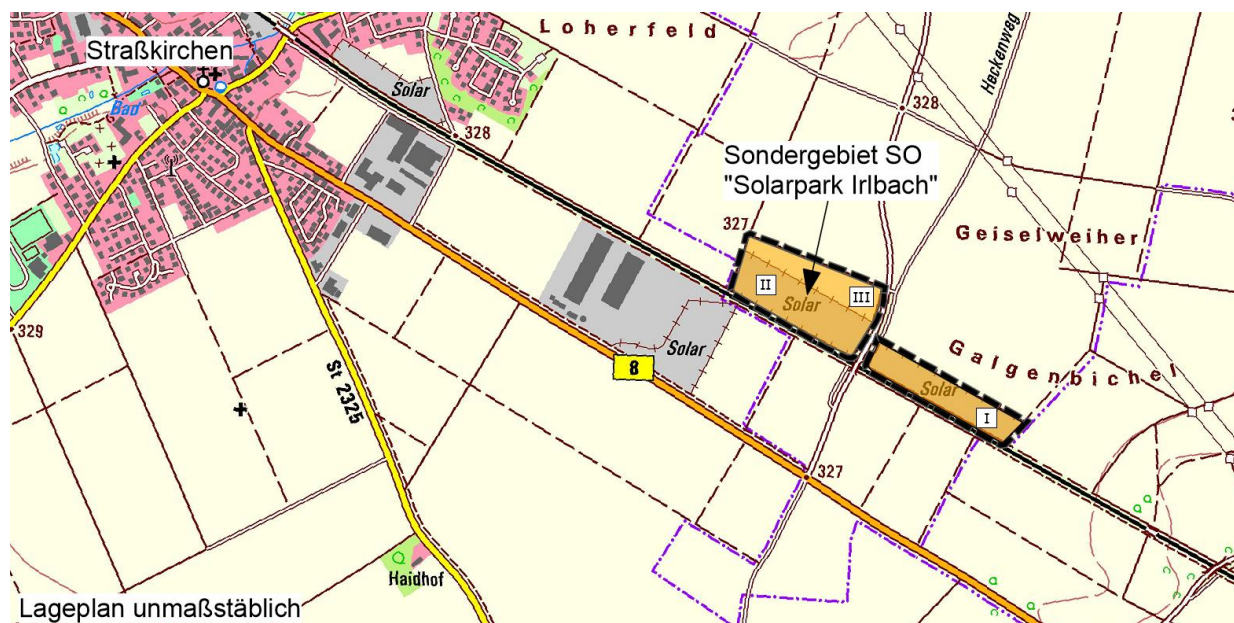 Loherfeld
Heckenweg
Straßkirchen
Solar
Bad
328
328
Sondergebiet SO
"Solarpark Irlbach"
327
Geiselweiher
II
III
Solar
329
St 2325
8
Solar
Galgenbichel
Solar
I
327
Haidhof
Lageplan unmaßstäblich